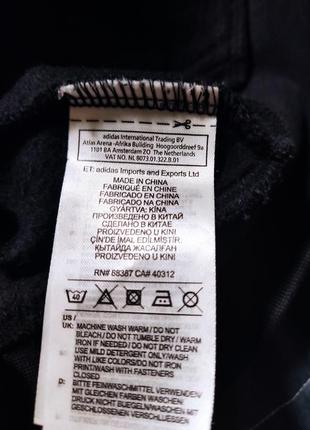 adidas International Trading BV
Atlas Arena -Afrika Building Hoogoorddreef 9a
1101 BA Amsterdam ZO The Netherlands
VAT NO. NL 8073.01.322.B.01
ET: adidas Imports and Exports Ltd
MADE IN CHINA
FABRIQUÉ EN CHINE
FABRICADO EN CHINA
FABRICADO NA CHINA
GYÁRTVA: KÍNA
ПРОИЗВЕДЕНО В КИТАЙ
СДЕЛАНО В КИТАЕ
PROIZVEDENO U KINI
ÇİN'DE İMAL EDİLMİŞTİR.
ҚЫТАЙДА ЖАСАЛҒАН
PROIZVEDENO U KINI
RN# 88387 CA# 40312
40
US /
UK: MACHINE WASH WARM / DO NOT
BLEACH / DO NOT TUMBLE DRY / WARM
IRON IF NEEDED / DO NOT DRY CLEAN
USE MILD DETERGENT ONLY/WASH
WITH LIKE COLORS/DO NOT IRON
PRINT/WASH WITH FASTENERS
CLOSED
D: BITTE FEINWASCHMITTEL VERWENDEN/
MIT GLEICHEN FARBEN WASCHEN/
DRUCK NICHT BÜGELN/WASCHEN MIT
GESCHLOSSENEN VERSCHLUSSEN